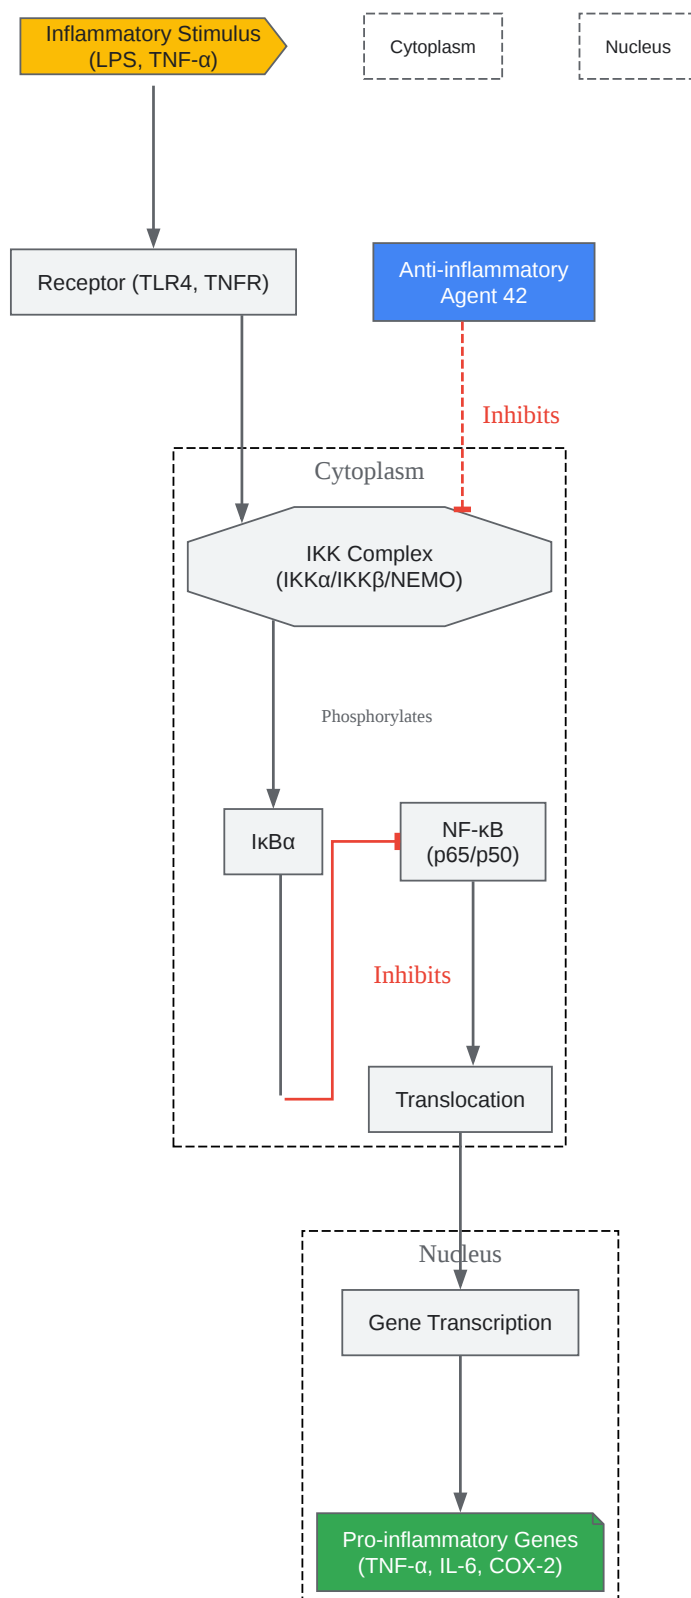 Inflammatory Stimulus
(LPS, TNF-α)
Cytoplasm
Nucleus
Receptor (TLR4, TNFR)
Anti-inflammatory
Agent 42
Inhibits
Cytoplasm
IKK Complex
(IKKα/IKKβ/NEMO)
Phosphorylates
IκBα
NF-κB
(p65/p50)
Inhibits
Translocation
Nucleus
Gene Transcription
Pro-inflammatory Genes
(TNF-α, IL-6, COX-2)